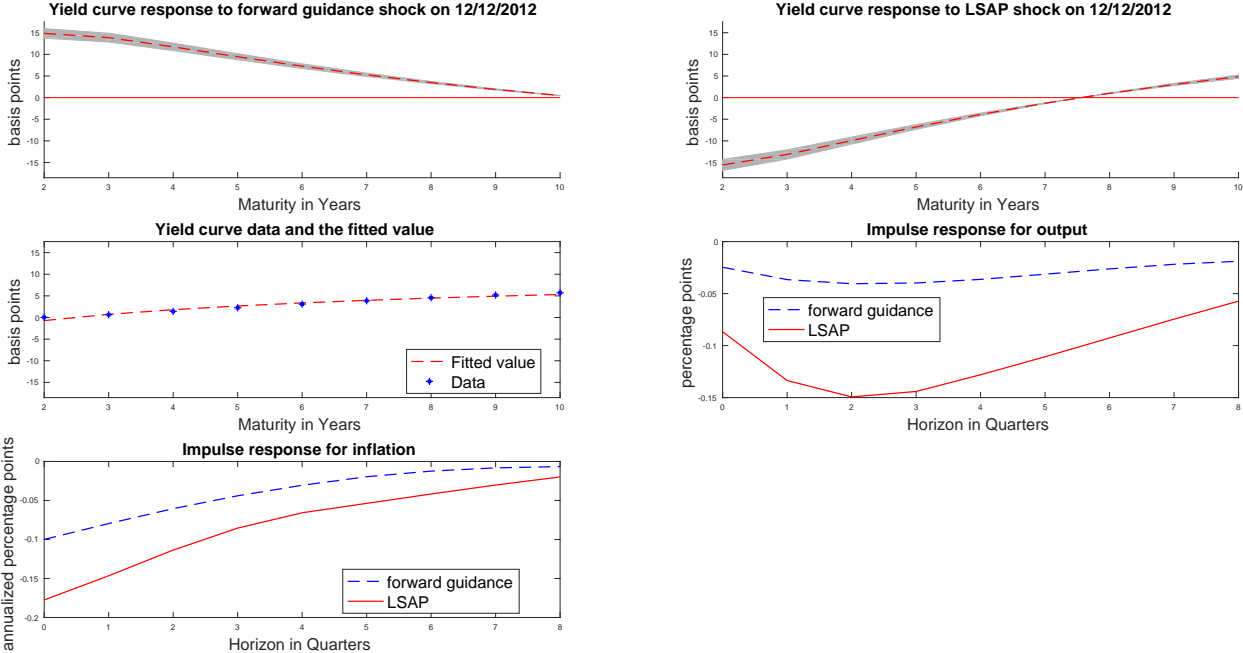 Yield curve response to forward guidance shock on 12/12/2012
basis points
15
10
5
0
-5
-10
-15
2 3 4 5 6 7 8 9 10
Maturity in Years
Yield curve response to LSAP shock on 12/12/2012
basis points
15
10
5
0
-5
-10
-15
2 3 4 5 6 7 8 9 10
Maturity in Years
Yield curve data and the fitted value
basis points
15
10
5
0
-5
-10
-15
Fitted value
Data
2 3 4 5 6 7 8 9 10
Maturity in Years
Impulse response for output
percentage points
0
-0.05
-0.1
-0.15
forward guidance
LSAP
0 1 2 3 4 5 6 7 8
Horizon in Quarters
Impulse response for inflation
annualized percentage points
0
-0.05
-0.1
-0.15
-0.2
forward guidance
LSAP
0 1 2 3 4 5 6 7 8
Horizon in Quarters